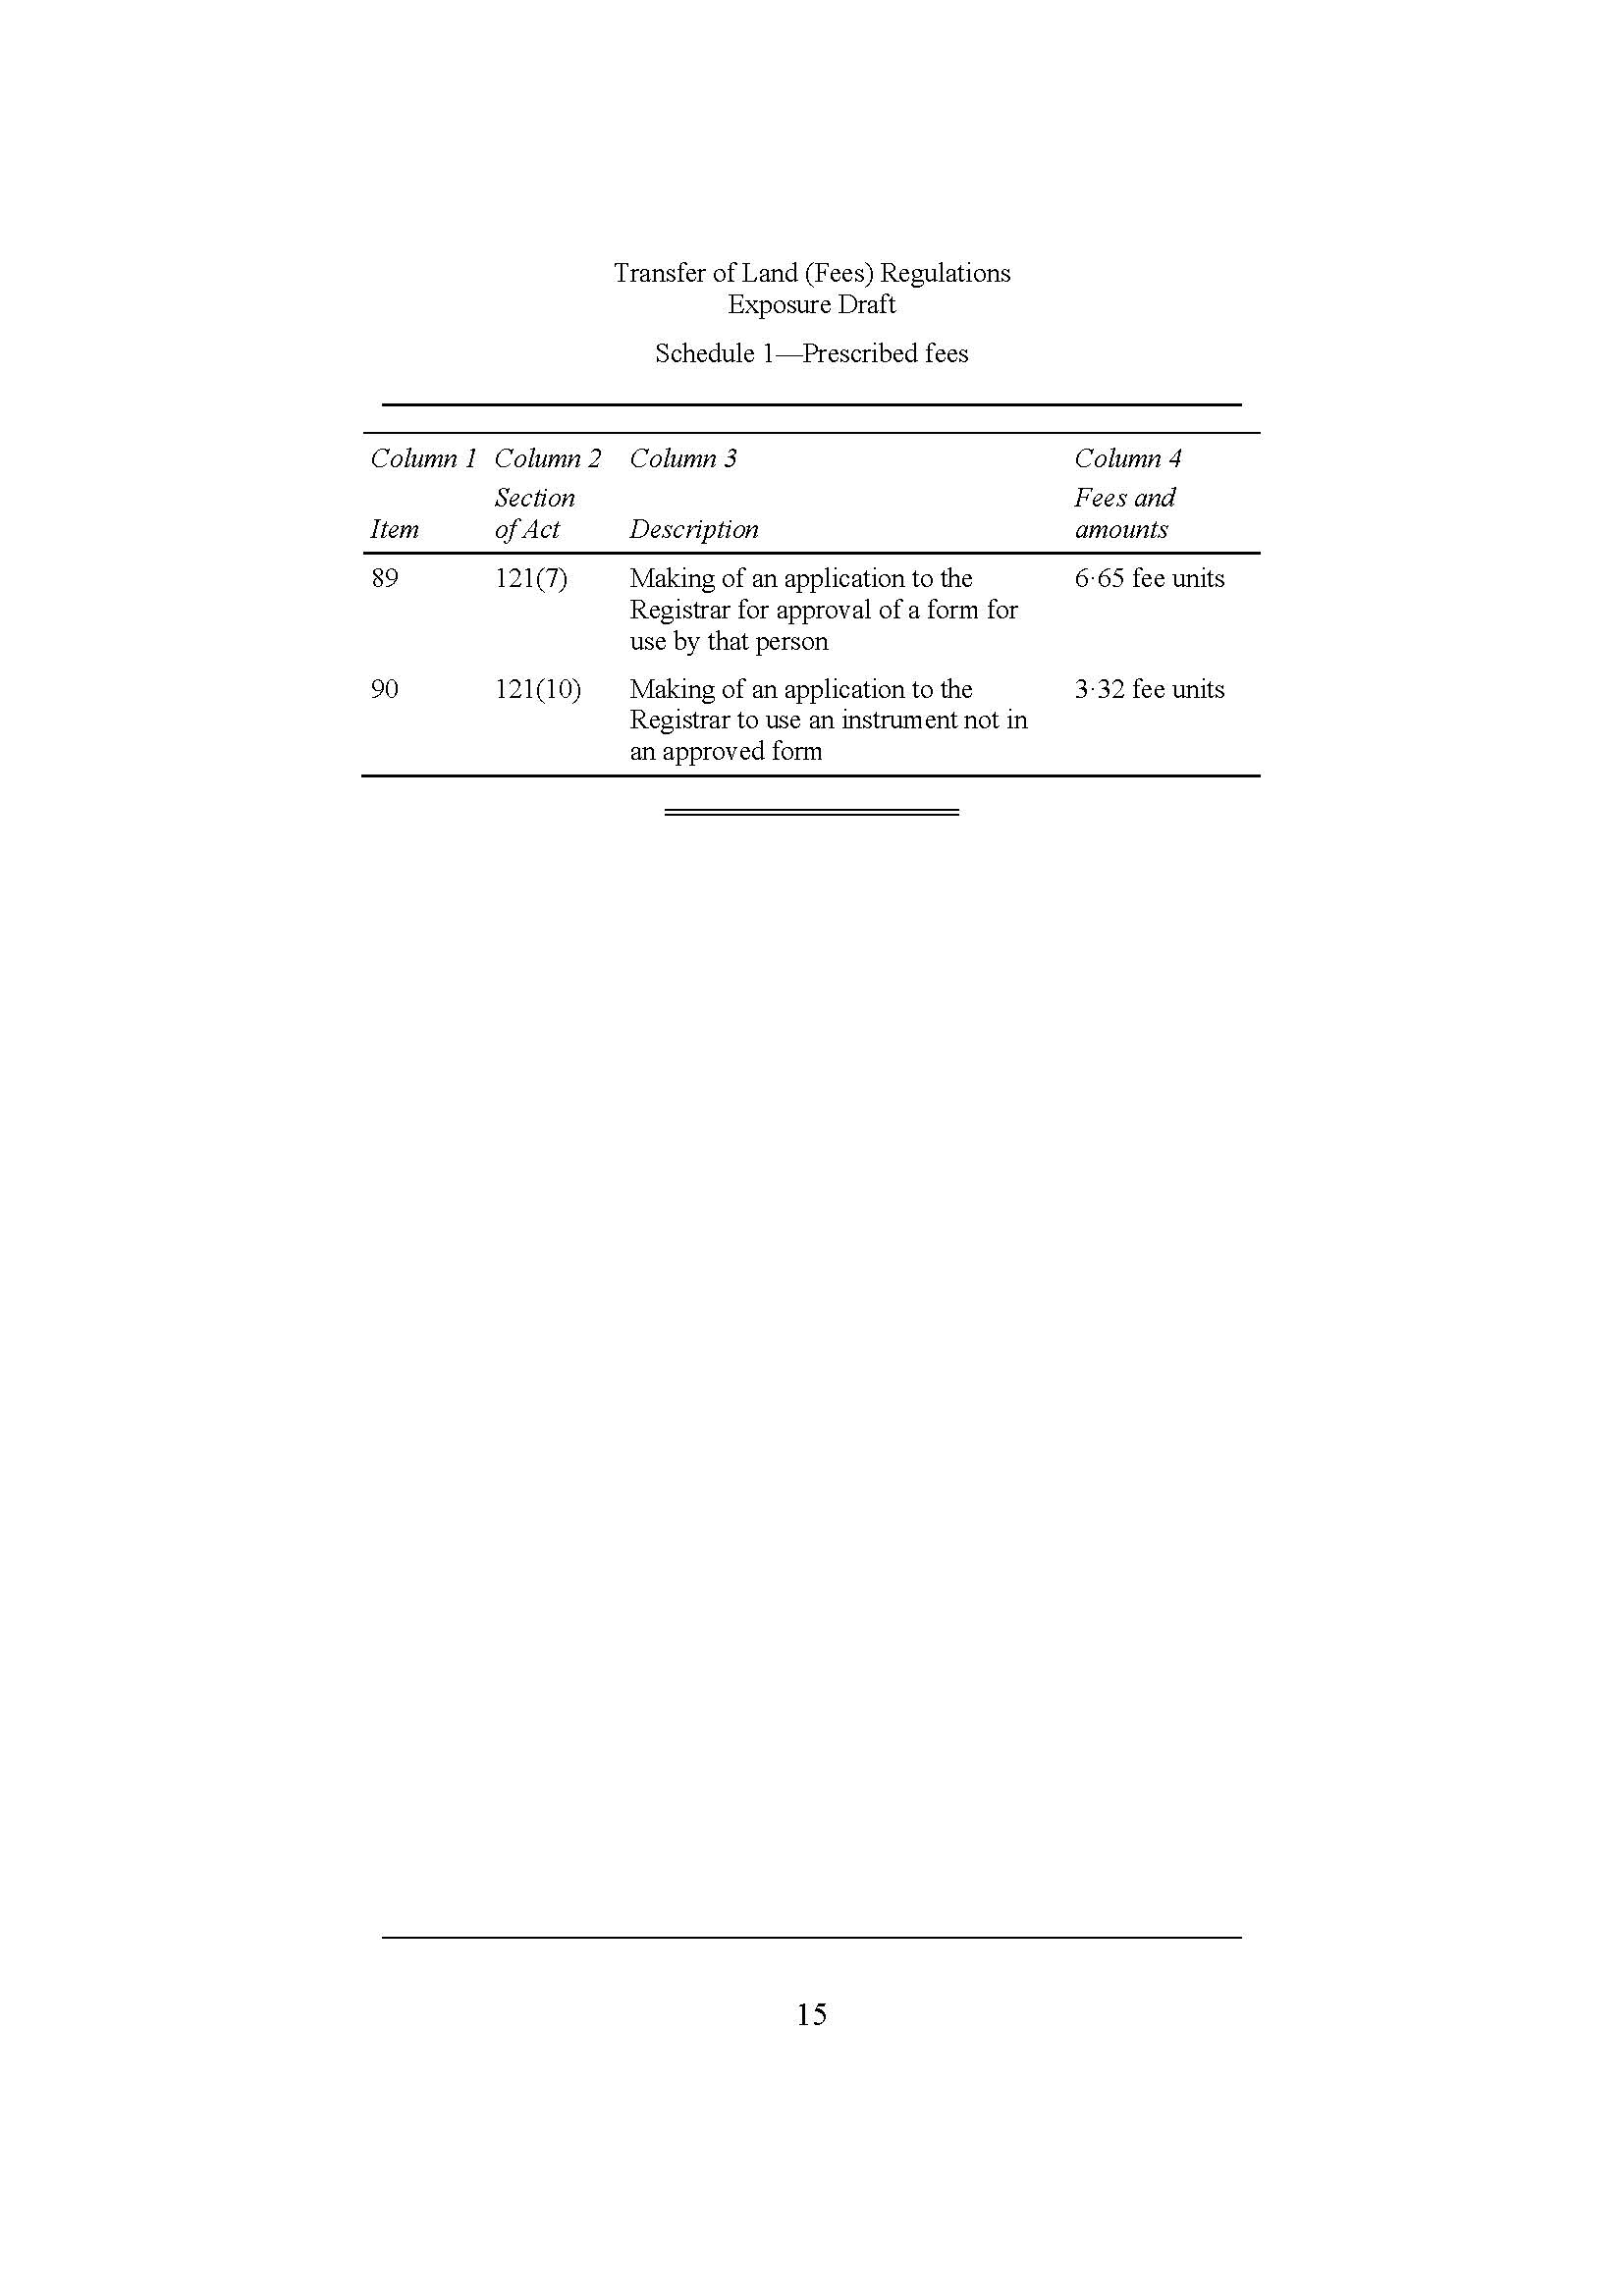 Transfer of Land (Fees) Regulations
Exposure Draft
Schedule 1—Prescribed fees
Column 1 Column 2 Column 3 Column 4
Item Section of Act Description Fees and amounts
89 121(7) Making of an application to the 6·65 fee units
Registrar for approval of a form for
use by that person
90 121(10) Making of an application to the 3·32 fee units
Registrar to use an instrument not in
an approved form
15